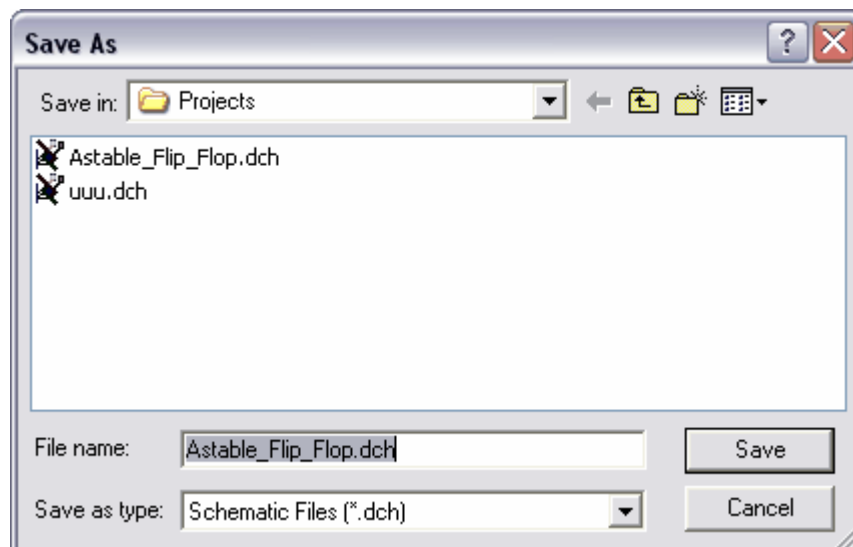 Save As
Save in: Projects
Astable_Flip_Flop.dch
uuu.dch
File name: Astable_Flip_Flop.dch Save
Save as type: Schematic Files (*.dch) Cancel